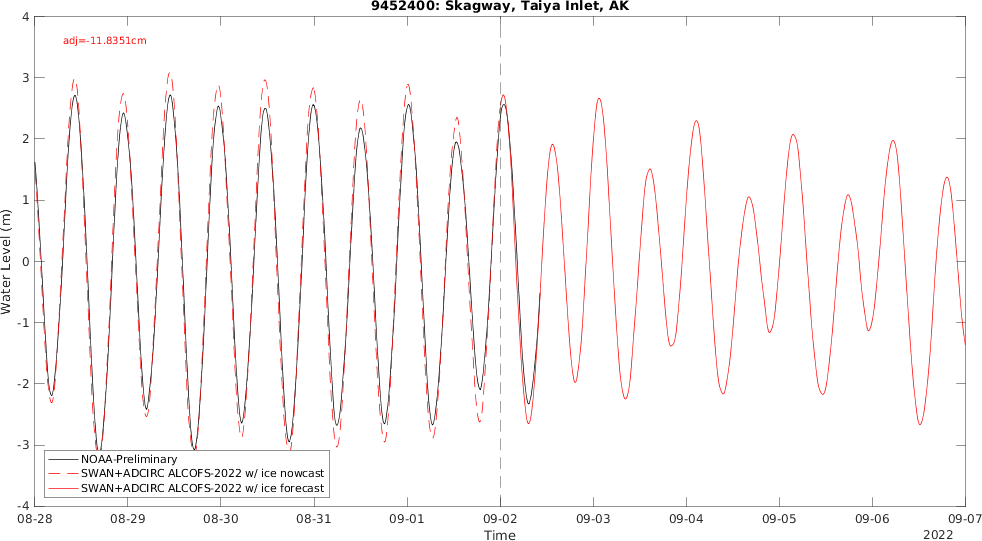 9452400: Skagway, Taiya Inlet, AK
adj=-11.8351cm
Water Level (m)
4
3
2
1
0
-1
-2
-3
-4
NOAA-Preliminary
SWAN+ADCIRC ALCOFS-2022 w/ ice nowcast
SWAN+ADCIRC ALCOFS-2022 w/ ice forecast
08-28 08-29 08-30 08-31 09-01 09-02 09-03 09-04 09-05 09-06 09-07
Time
2022